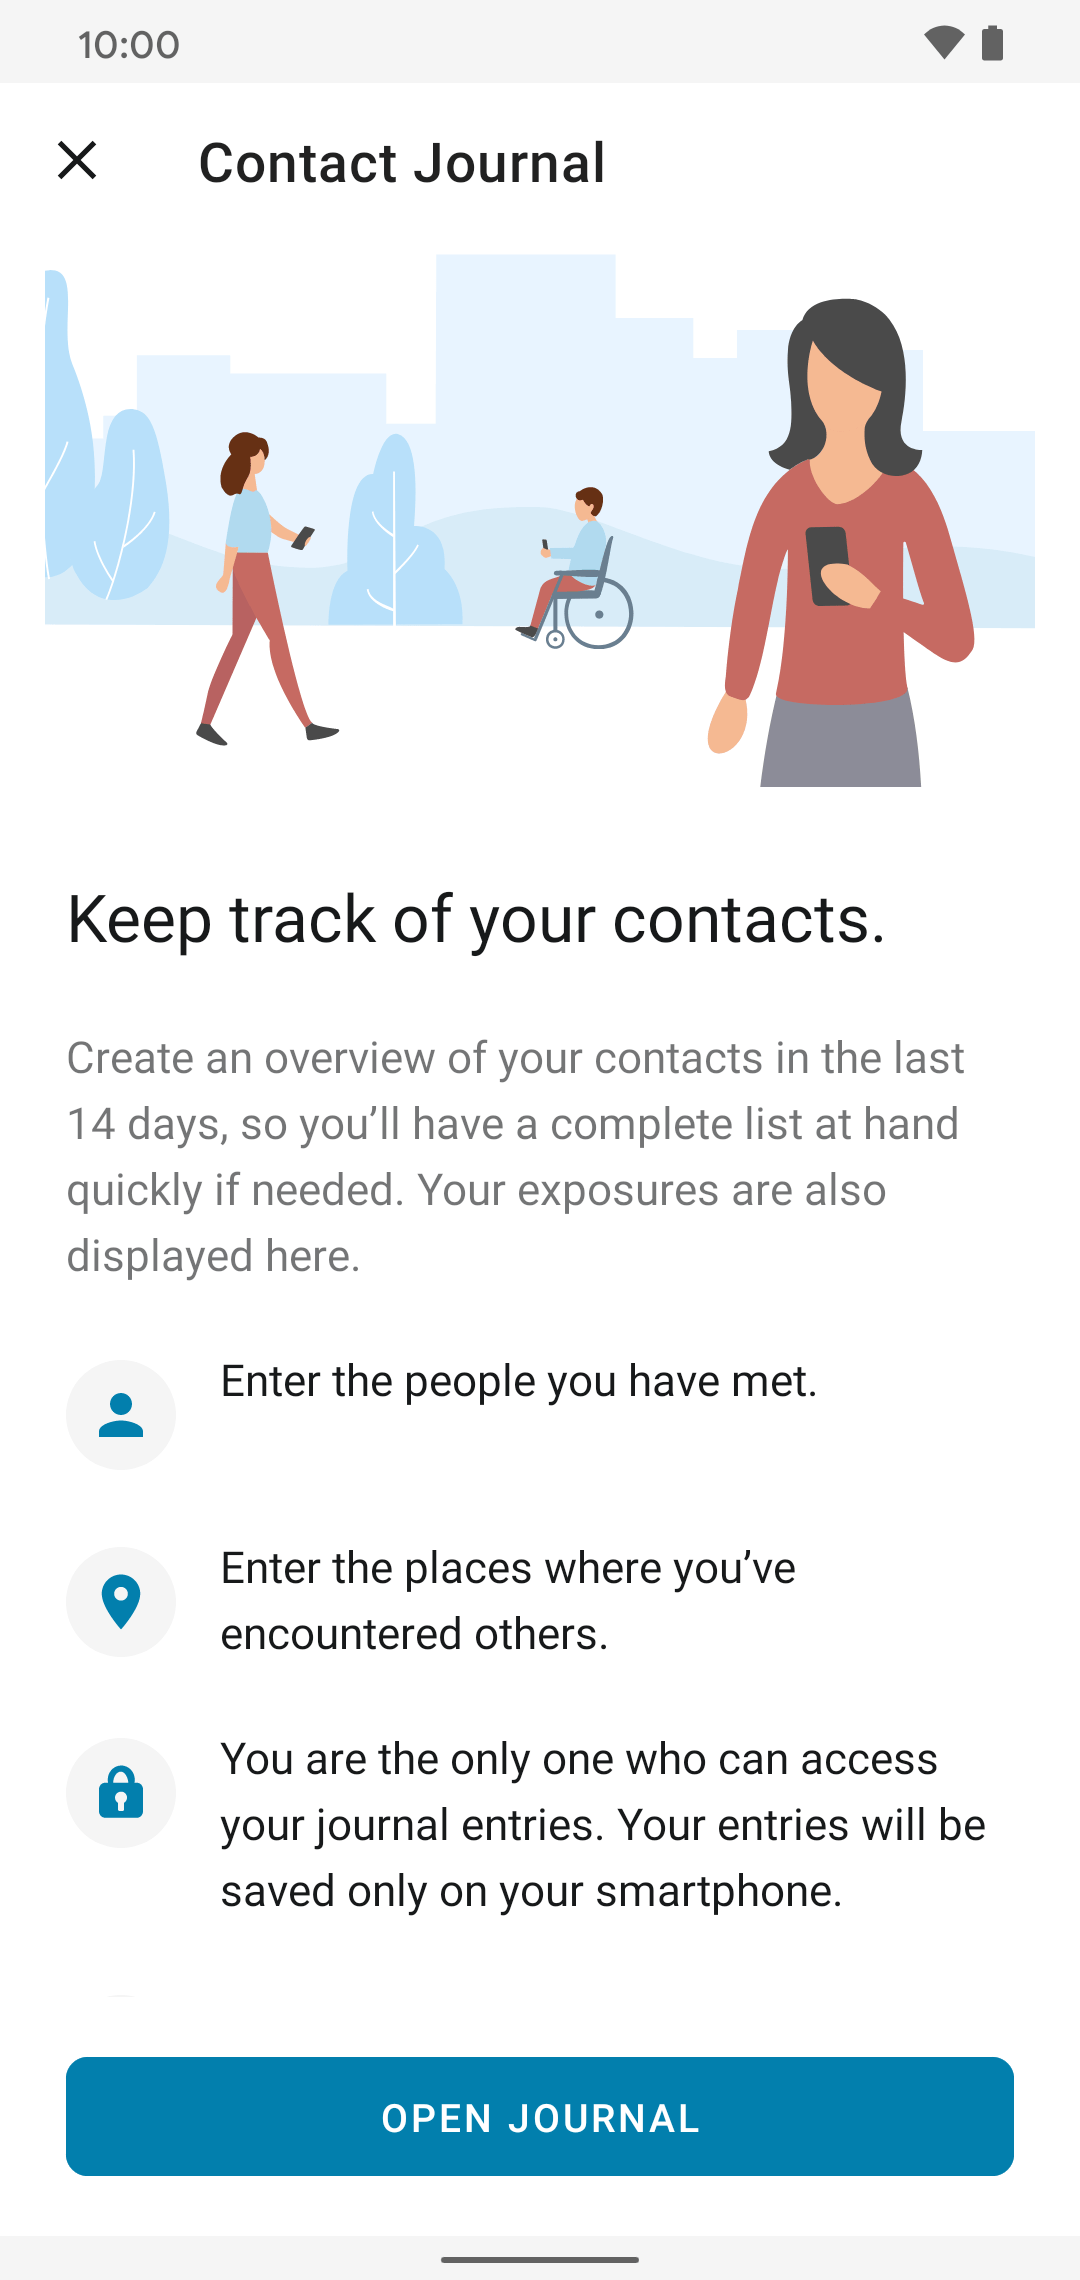 10:00
Contact Journal
Keep track of your contacts.
Create an overview of your contacts in the last
14 days, so you’ll have a complete list at hand
quickly if needed. Your exposures are also
displayed here.
Enter the people you have met.
Enter the places where you’ve
encountered others.
You are the only one who can access
your journal entries. Your entries will be
saved only on your smartphone.
OPEN JOURNAL